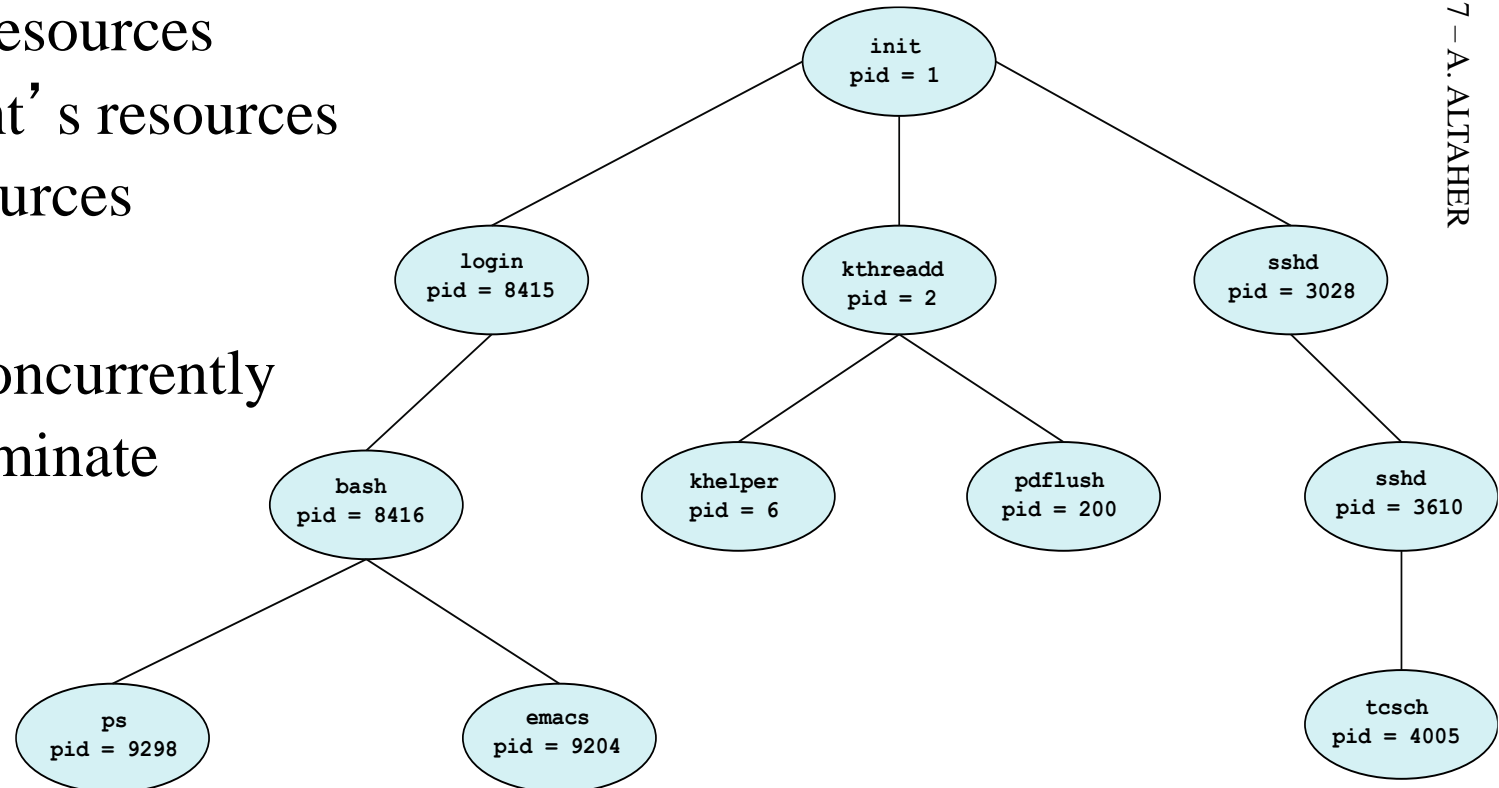 esources
nt’s resources
urces
oncurrently
minate
init
pid = 1
login
pid = 8415
kthreadd
pid = 2
sshd
pid = 3028
bash
pid = 8416
khelper
pid = 6
pdflush
pid = 200
sshd
pid = 3610
ps
pid = 9298
emacs
pid = 9204
tcsch
pid = 4005
7 – A. ALTAHER